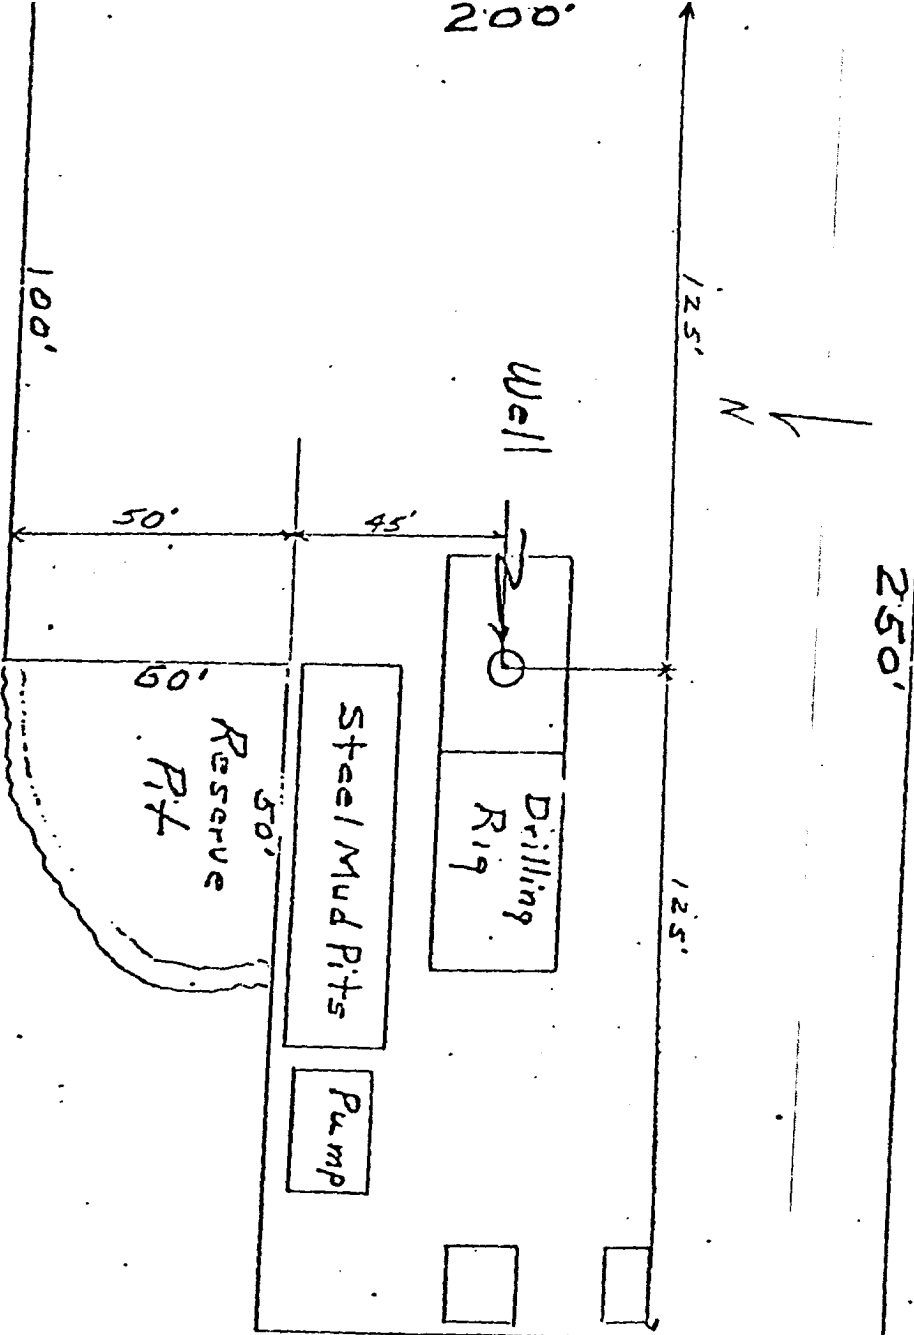 200'
250'
125'
125'
N
Well
Drilling
Rig
45'
50'
100'
Steel Mud Pits
Pump
50'
60'
Reserve
Pit